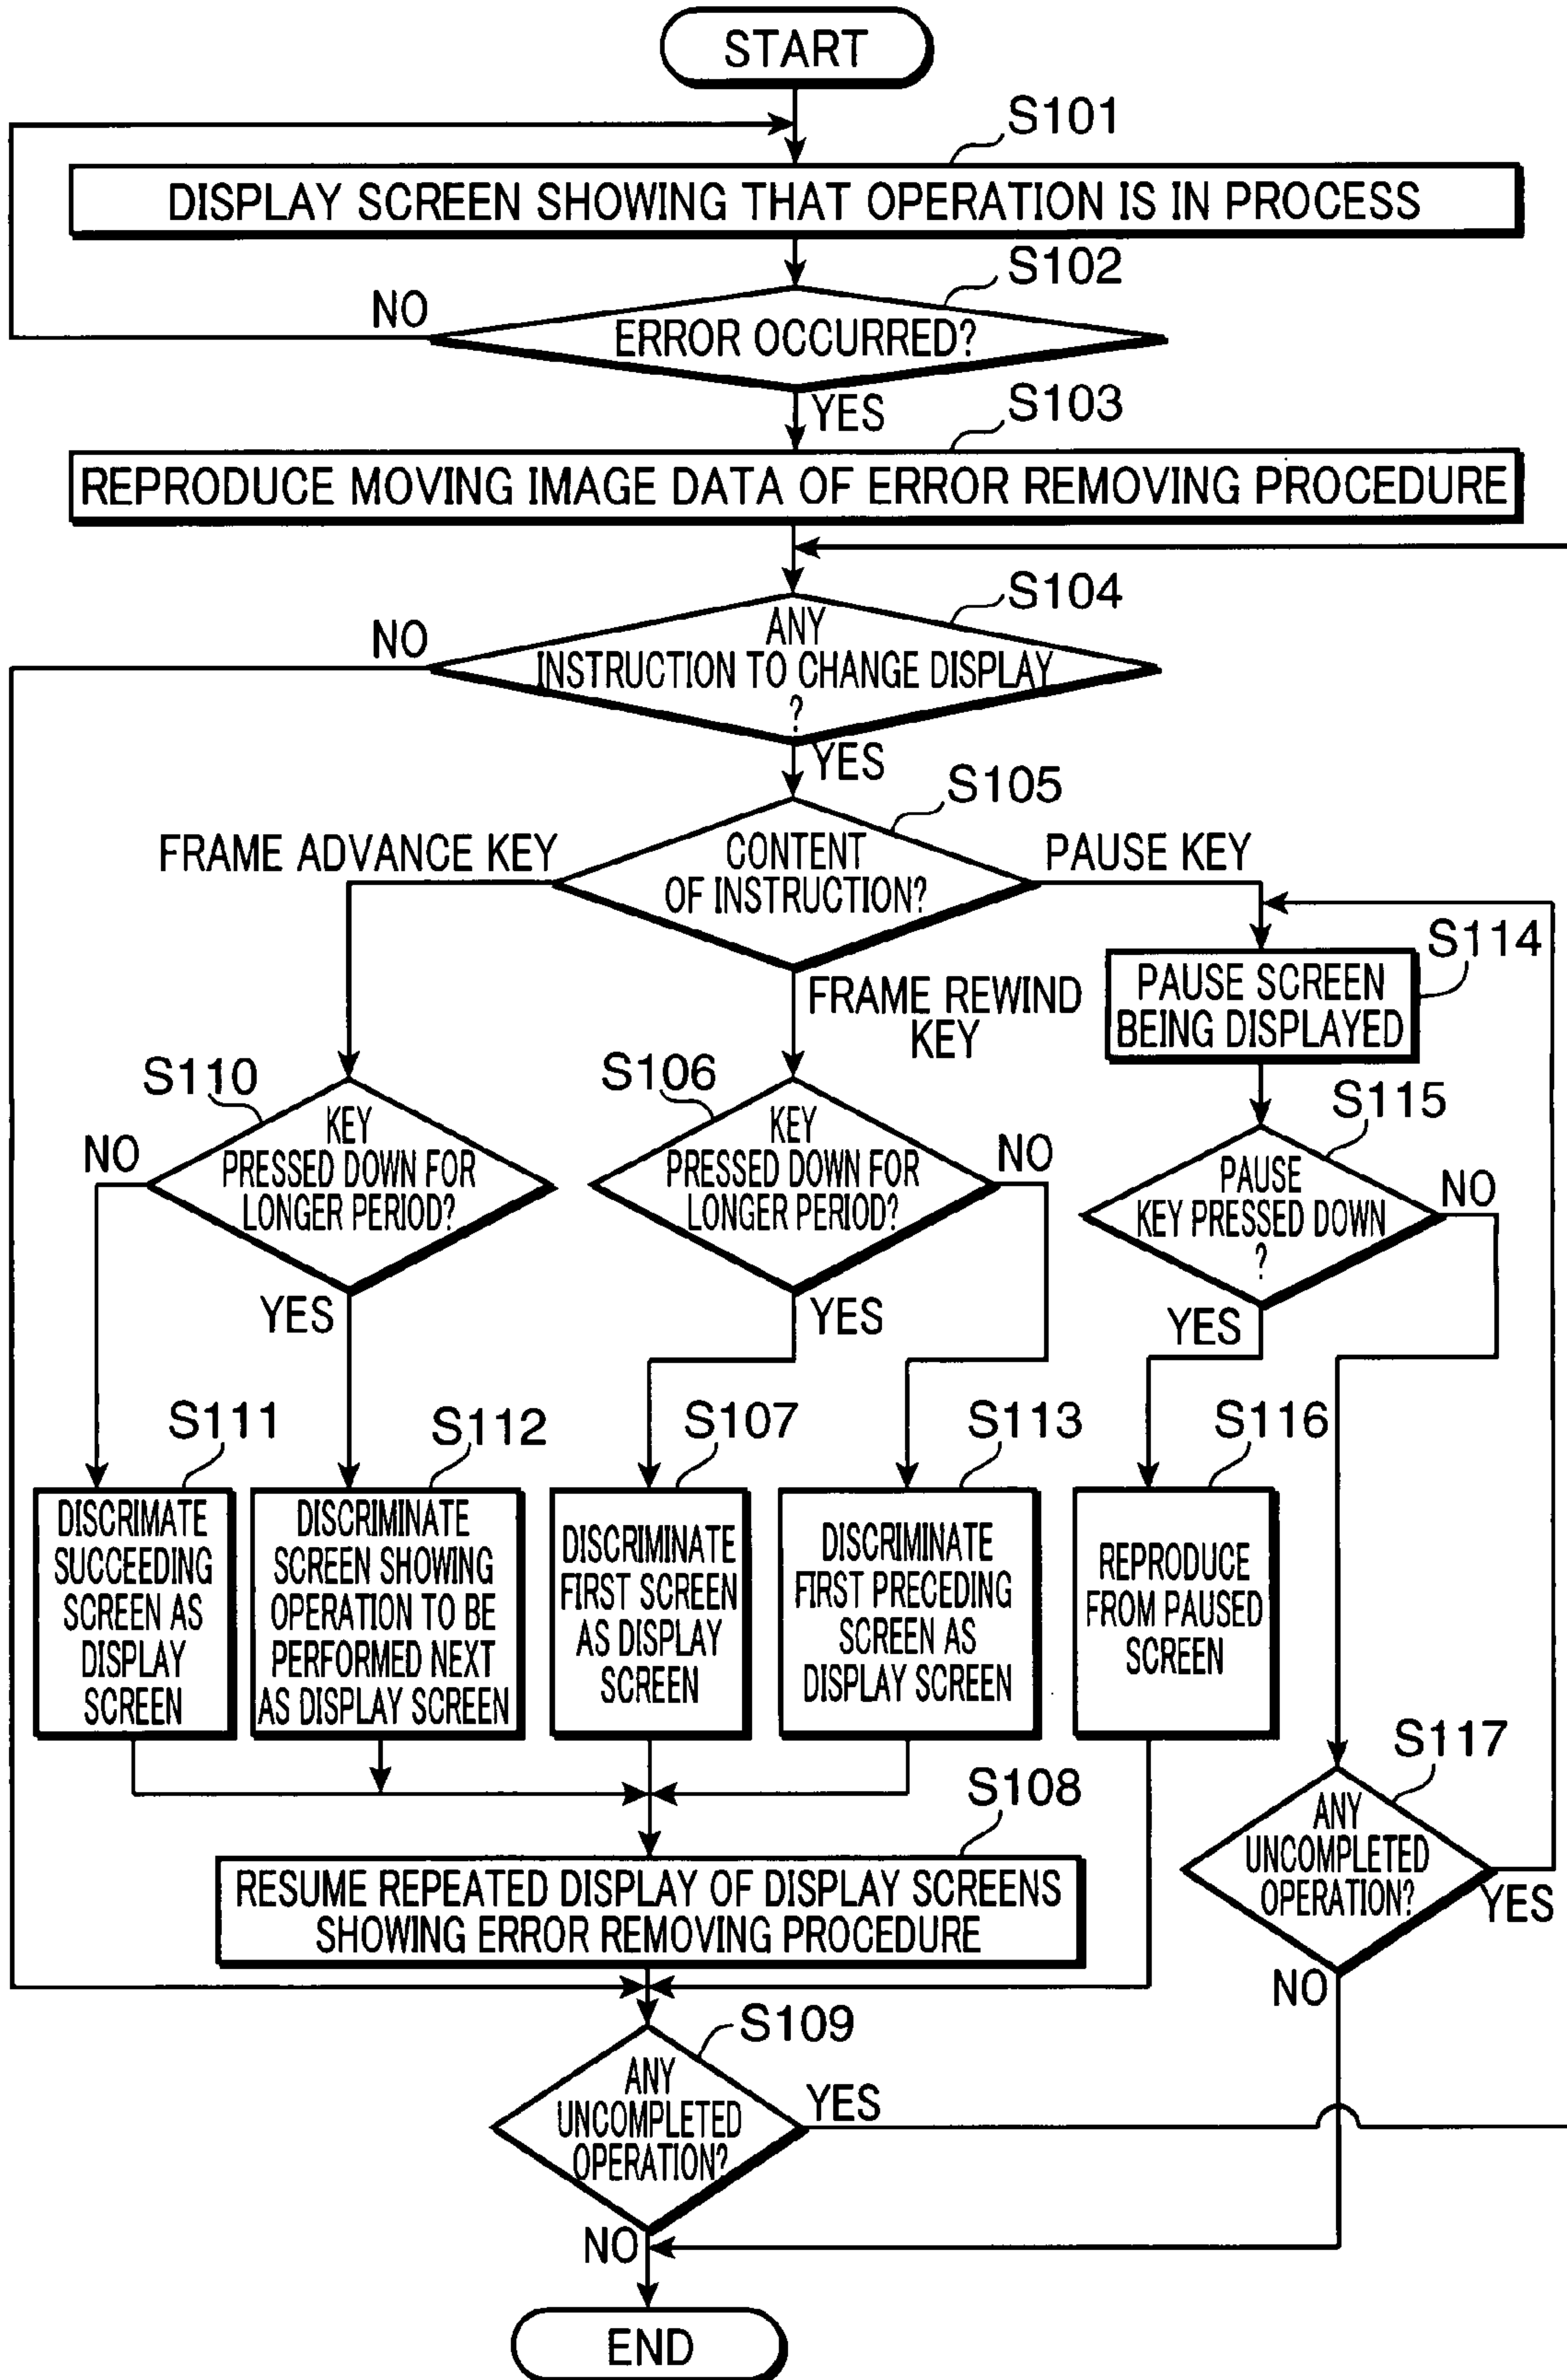 START
S101
DISPLAY SCREEN SHOWING THAT OPERATION IS IN PROCESS
S102
NO
ERROR OCCURRED?
YES
S103
REPRODUCE MOVING IMAGE DATA OF ERROR REMOVING PROCEDURE
S104
NO
ANY
INSTRUCTION TO CHANGE DISPLAY
?
YES
S105
FRAME ADVANCE KEY
CONTENT
OF INSTRUCTION?
PAUSE KEY
FRAME REWIND
KEY
S114
PAUSE SCREEN
BEING DISPLAYED
S110
NO
KEY
PRESSED DOWN FOR
LONGER PERIOD?
YES
S106
KEY
PRESSED DOWN FOR
LONGER PERIOD?
NO
YES
S115
PAUSE
KEY PRESSED DOWN
?
NO
YES
S111
DISCRIMATE
SUCCEEDING
SCREEN AS
DISPLAY
SCREEN
S112
DISCRIMINATE
SCREEN SHOWING
OPERATION TO BE
PERFORMED NEXT
AS DISPLAY SCREEN
S107
DISCRIMINATE
FIRST SCREEN
AS DISPLAY
SCREEN
S113
DISCRIMINATE
FIRST PRECEDING
SCREEN AS
DISPLAY SCREEN
S116
REPRODUCE
FROM PAUSED
SCREEN
S117
ANY
UNCOMPLETED
OPERATION?
YES
NO
S108
RESUME REPEATED DISPLAY OF DISPLAY SCREENS
SHOWING ERROR REMOVING PROCEDURE
S109
ANY
UNCOMPLETED
OPERATION?
YES
NO
END